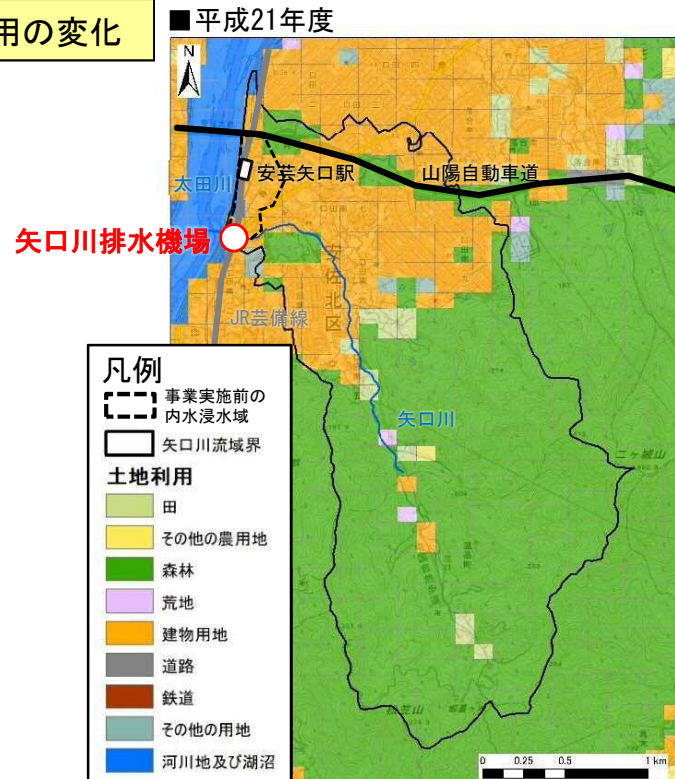 用の変化
■平成21年度
N
安芸矢口駅
山陽自動車道
太田川
矢口川排水機場
安佐北区
JR芸備線
矢口川
二ヶ城山
松笠山
凡例
事業実施前の
内水浸水域
矢口川流域界
土地利用
田
その他の農用地
森林
荒地
建物用地
道路
鉄道
その他の用地
河川地及び湖沼
0 0.25 0.5 1 km